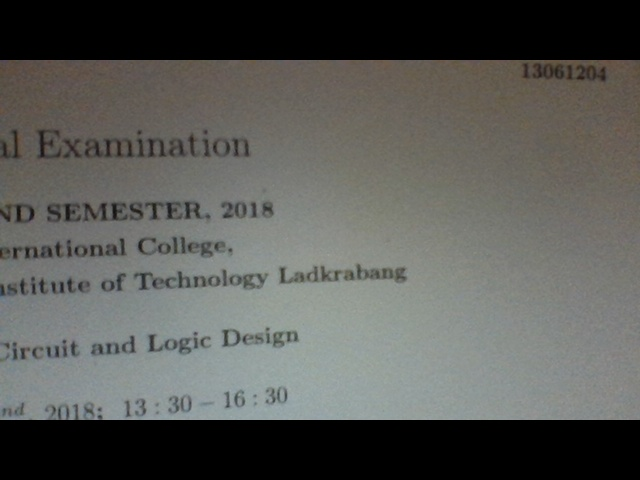 13061204
al Examination
ND SEMESTER, 2018
ernational College,
nstitute of Technology Ladkrabang
Circuit and Logic Design
nd, 2018; 13 : 30 – 16 : 30